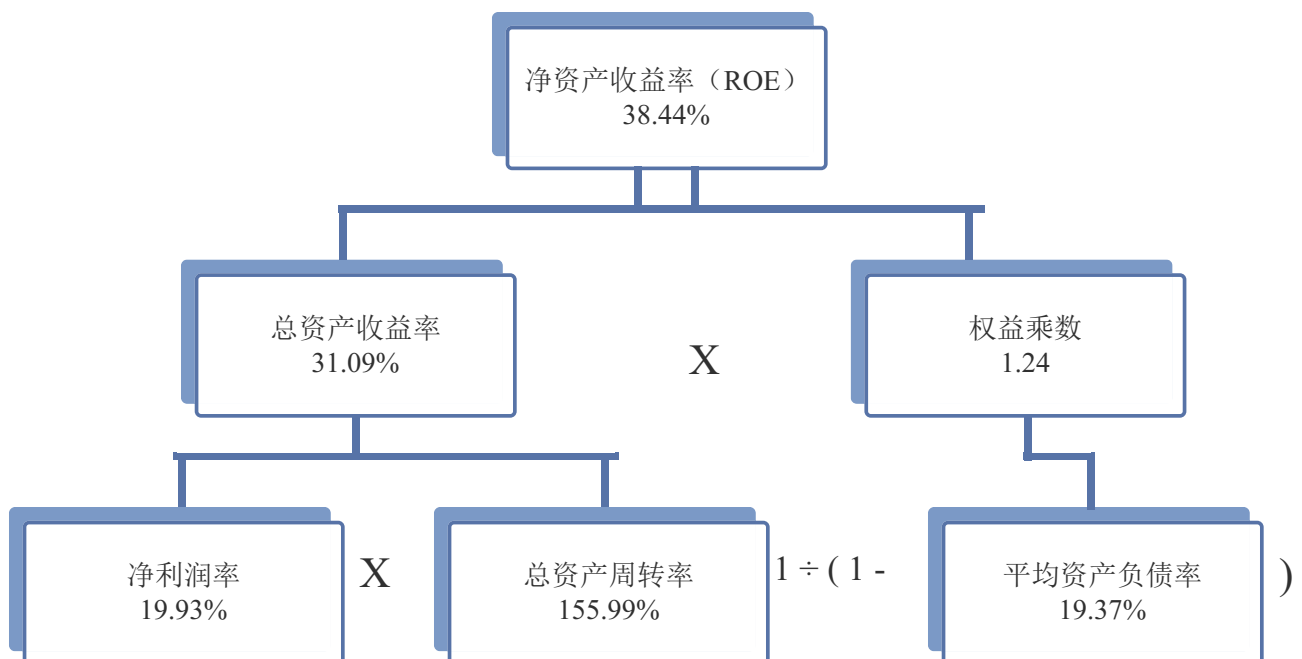 净资产收益率（ROE）
38.44%
总资产收益率
31.09%
X
权益乘数
1.24
净利润率
19.93%
X
总资产周转率
155.99%
1 ÷ ( 1 -
平均资产负债率
19.37%
)